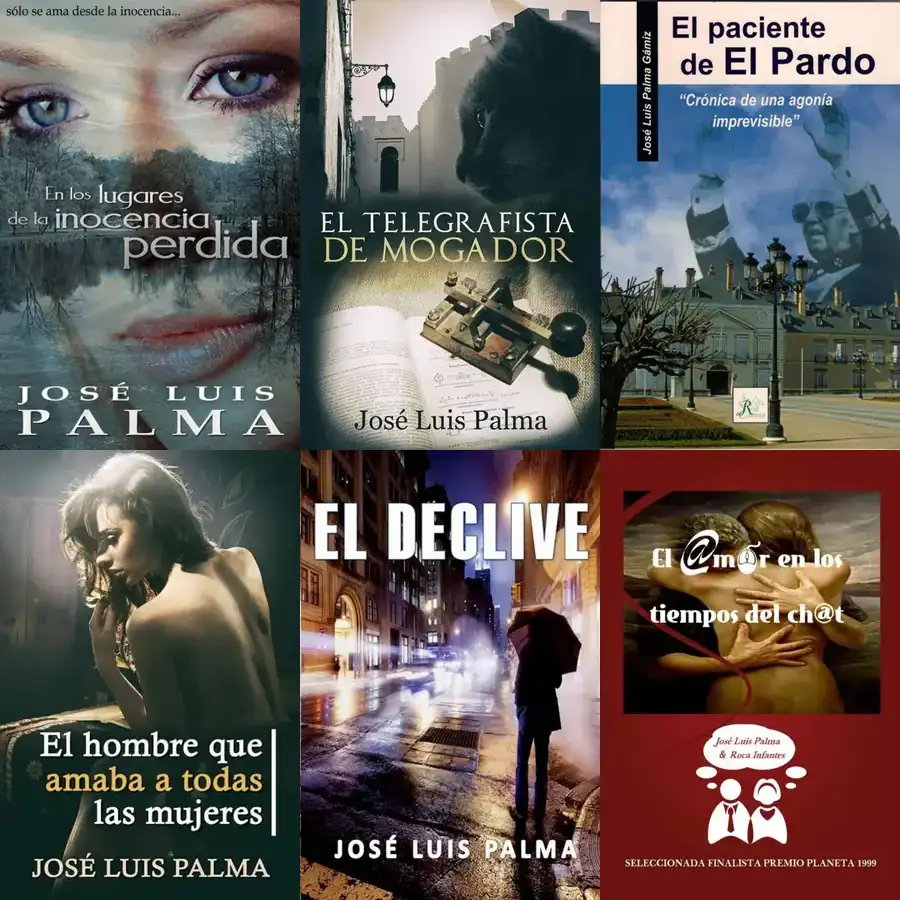 sólo se ama desde la inocencia...
En los lugares
de la inocencia
perdida
JOSÉ LUIS
PALMA
EL TELEGRAFISTA
DE MOGADOR
José Luis Palma
José Luis Palma Gámiz
El paciente
de El Pardo
“Crónica de una agonía
imprevisible”
R
El hombre que
amaba a todas
las mujeres
JOSÉ LUIS PALMA
EL DECLIVE
JOSÉ LUIS PALMA
El @mor en los
tiempos del ch@t
José Luis Palma
& Roca Infantes
SELECCIONADA FINALISTA PREMIO PLANETA 1999